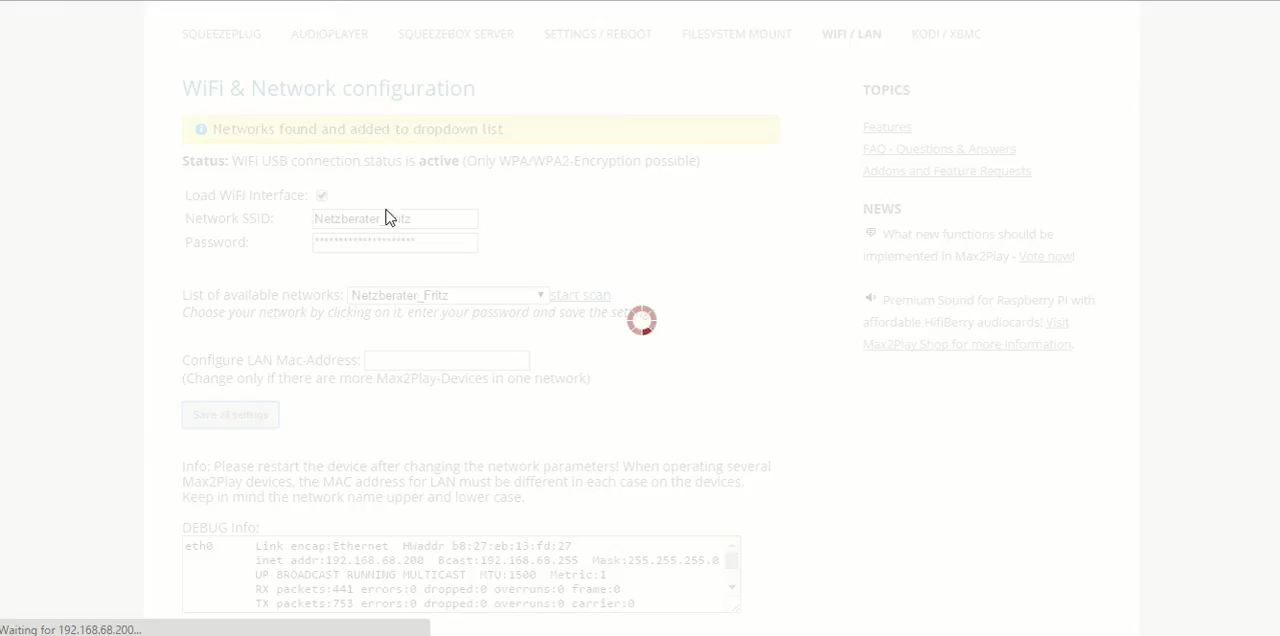 SQUEEZEPLUG AUDIOPLAYER SQUEEZEBOX SERVER SETTINGS / REBOOT FILESYSTEM MOUNT WIFI / LAN KODI / XBMC
WiFi & Network configuration
Networks found and added to dropdown list
Status: WiFi USB connection status is active (Only WPA/WPA2-Encryption possible)
Load WiFi Interface:
Network SSID: Netzberater_Fritz
Password: *********************
List of available networks: Netzberater_Fritz start scan
Choose your network by clicking on it, enter your password and save the
Configure LAN Mac-Address:
(Change only if there are more Max2Play-Devices in one network)
Save all settings
Info: Please restart the device after changing the network parameters! When operating several
Max2Play devices, the MAC address for LAN must be different in each case on the devices.
Keep in mind the network name upper and lower case.
DEBUG Info:
eth0 Link encap:Ethernet HWaddr b8:27:eb:13:fd:27
inet addr:192.168.68.200 Bcast:192.168.68.255 Mask:255.255.255.0
UP BROADCAST RUNNING MULTICAST MTU:1500 Metric:1
RX packets:441 errors:0 dropped:0 overruns:0 frame:0
TX packets:753 errors:0 dropped:0 overruns:0 carrier:0
TOPICS
Features
FAQ - Questions & Answers
Addons and Feature Requests
NEWS
What new functions should be
implemented in Max2Play - Vote now!
Premium Sound for Raspberry PI with
affordable HifiBerry audiocards! Visit
Max2Play Shop for more information.
Waiting for 192.168.68.200...